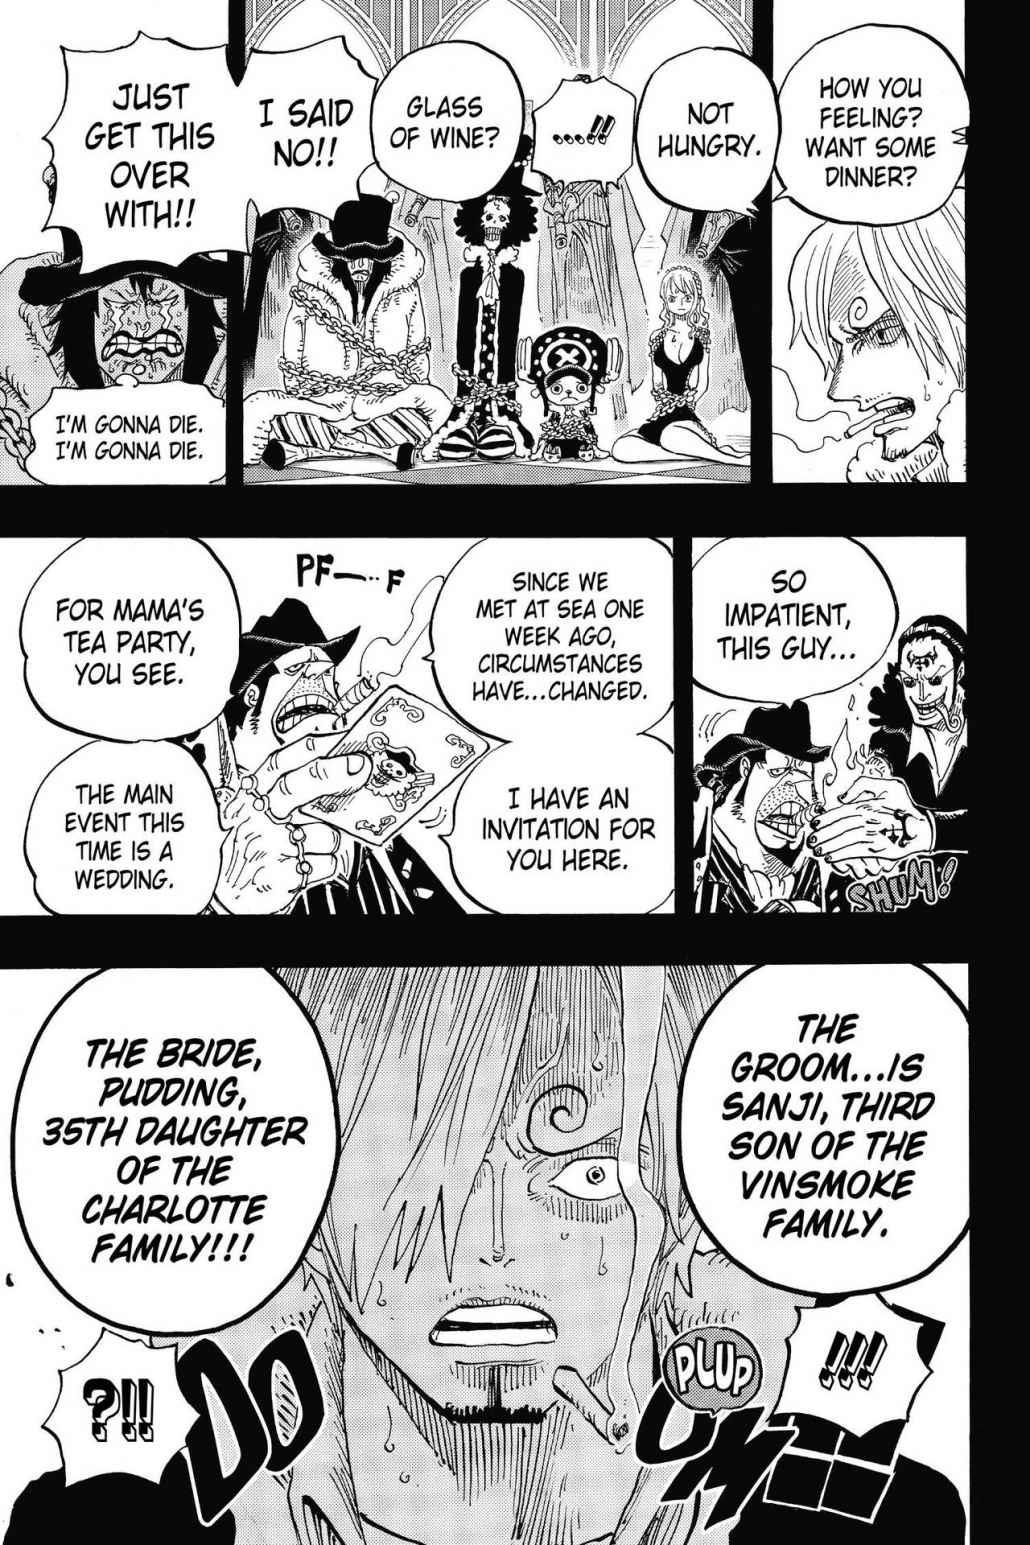 HOW YOU
FEELING?
WANT SOME
DINNER?
NOT
HUNGRY.
...!!
GLASS
OF WINE?
I SAID
NO!!
JUST
GET THIS
OVER
WITH!!
I'M GONNA DIE.
I'M GONNA DIE.
SO
IMPATIENT,
THIS GUY...
SHUM!
SINCE WE
MET AT SEA ONE
WEEK AGO,
CIRCUMSTANCES
HAVE...CHANGED.
I HAVE AN
INVITATION FOR
YOU HERE.
PF—..F
FOR MAMA'S
TEA PARTY,
YOU SEE.
THE MAIN
EVENT THIS
TIME IS A
WEDDING.
THE
GROOM...IS
SANJI, THIRD
SON OF THE
VINSMOKE
FAMILY.
THE BRIDE,
PUDDING,
35TH DAUGHTER
OF THE
CHARLOTTE
FAMILY!!!
!!!
PLUP
?!!
DOOM